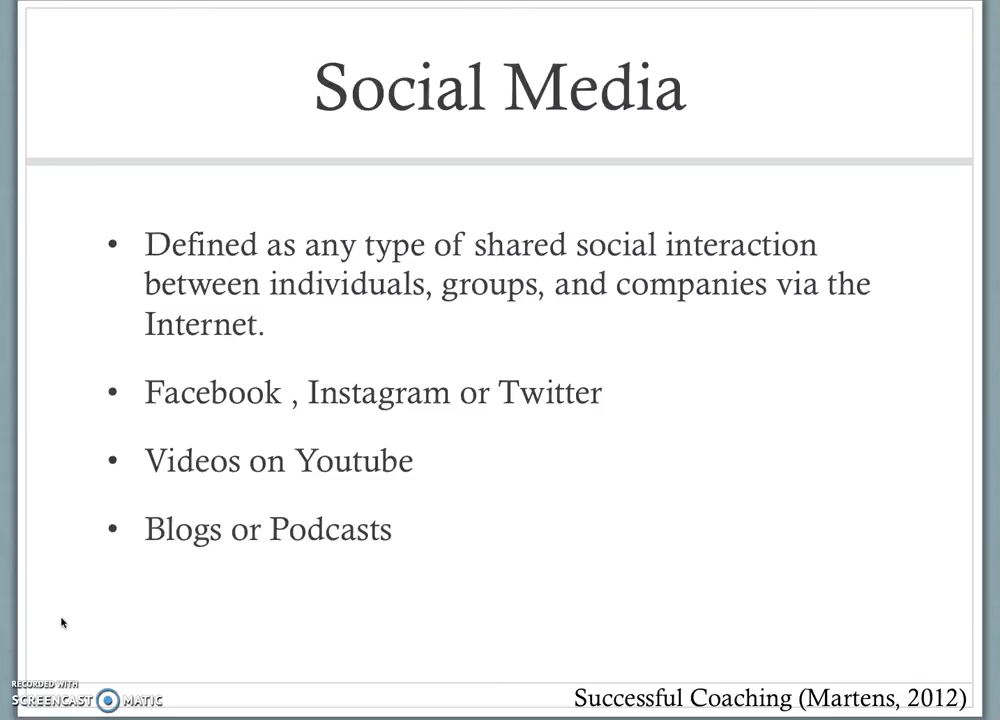 Social Media
• Defined as any type of shared social interaction
between individuals, groups, and companies via the
Internet.
• Facebook , Instagram or Twitter
• Videos on Youtube
• Blogs or Podcasts
RECORDED WITH
SCREENCAST MATIC
Successful Coaching (Martens, 2012)